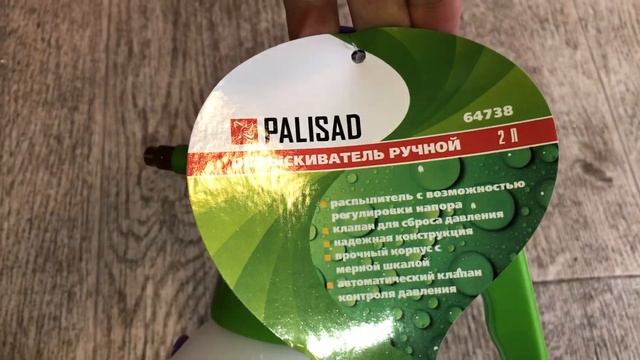 PALISAD
64738
ОПРЫСКИВАТЕЛЬ РУЧНОЙ 2 Л
распылитель с возможностью
регулировки напора
клапан для сброса давления
надежная конструкция
прочный корпус с
мерной шкалой
автоматический клапан
контроля давления